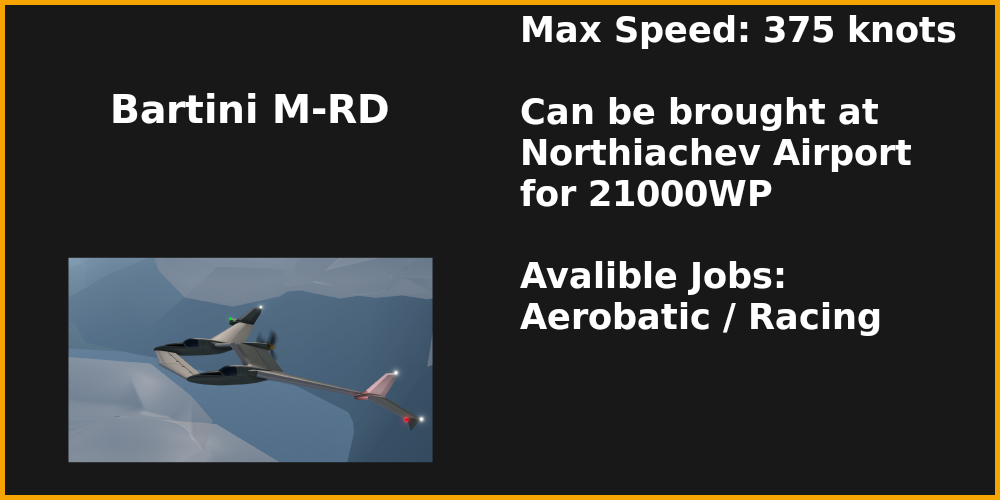 Bartini M-RD
Max Speed: 375 knots
Can be brought at
Northiachev Airport
for 21000WP
Avalible Jobs:
Aerobatic / Racing